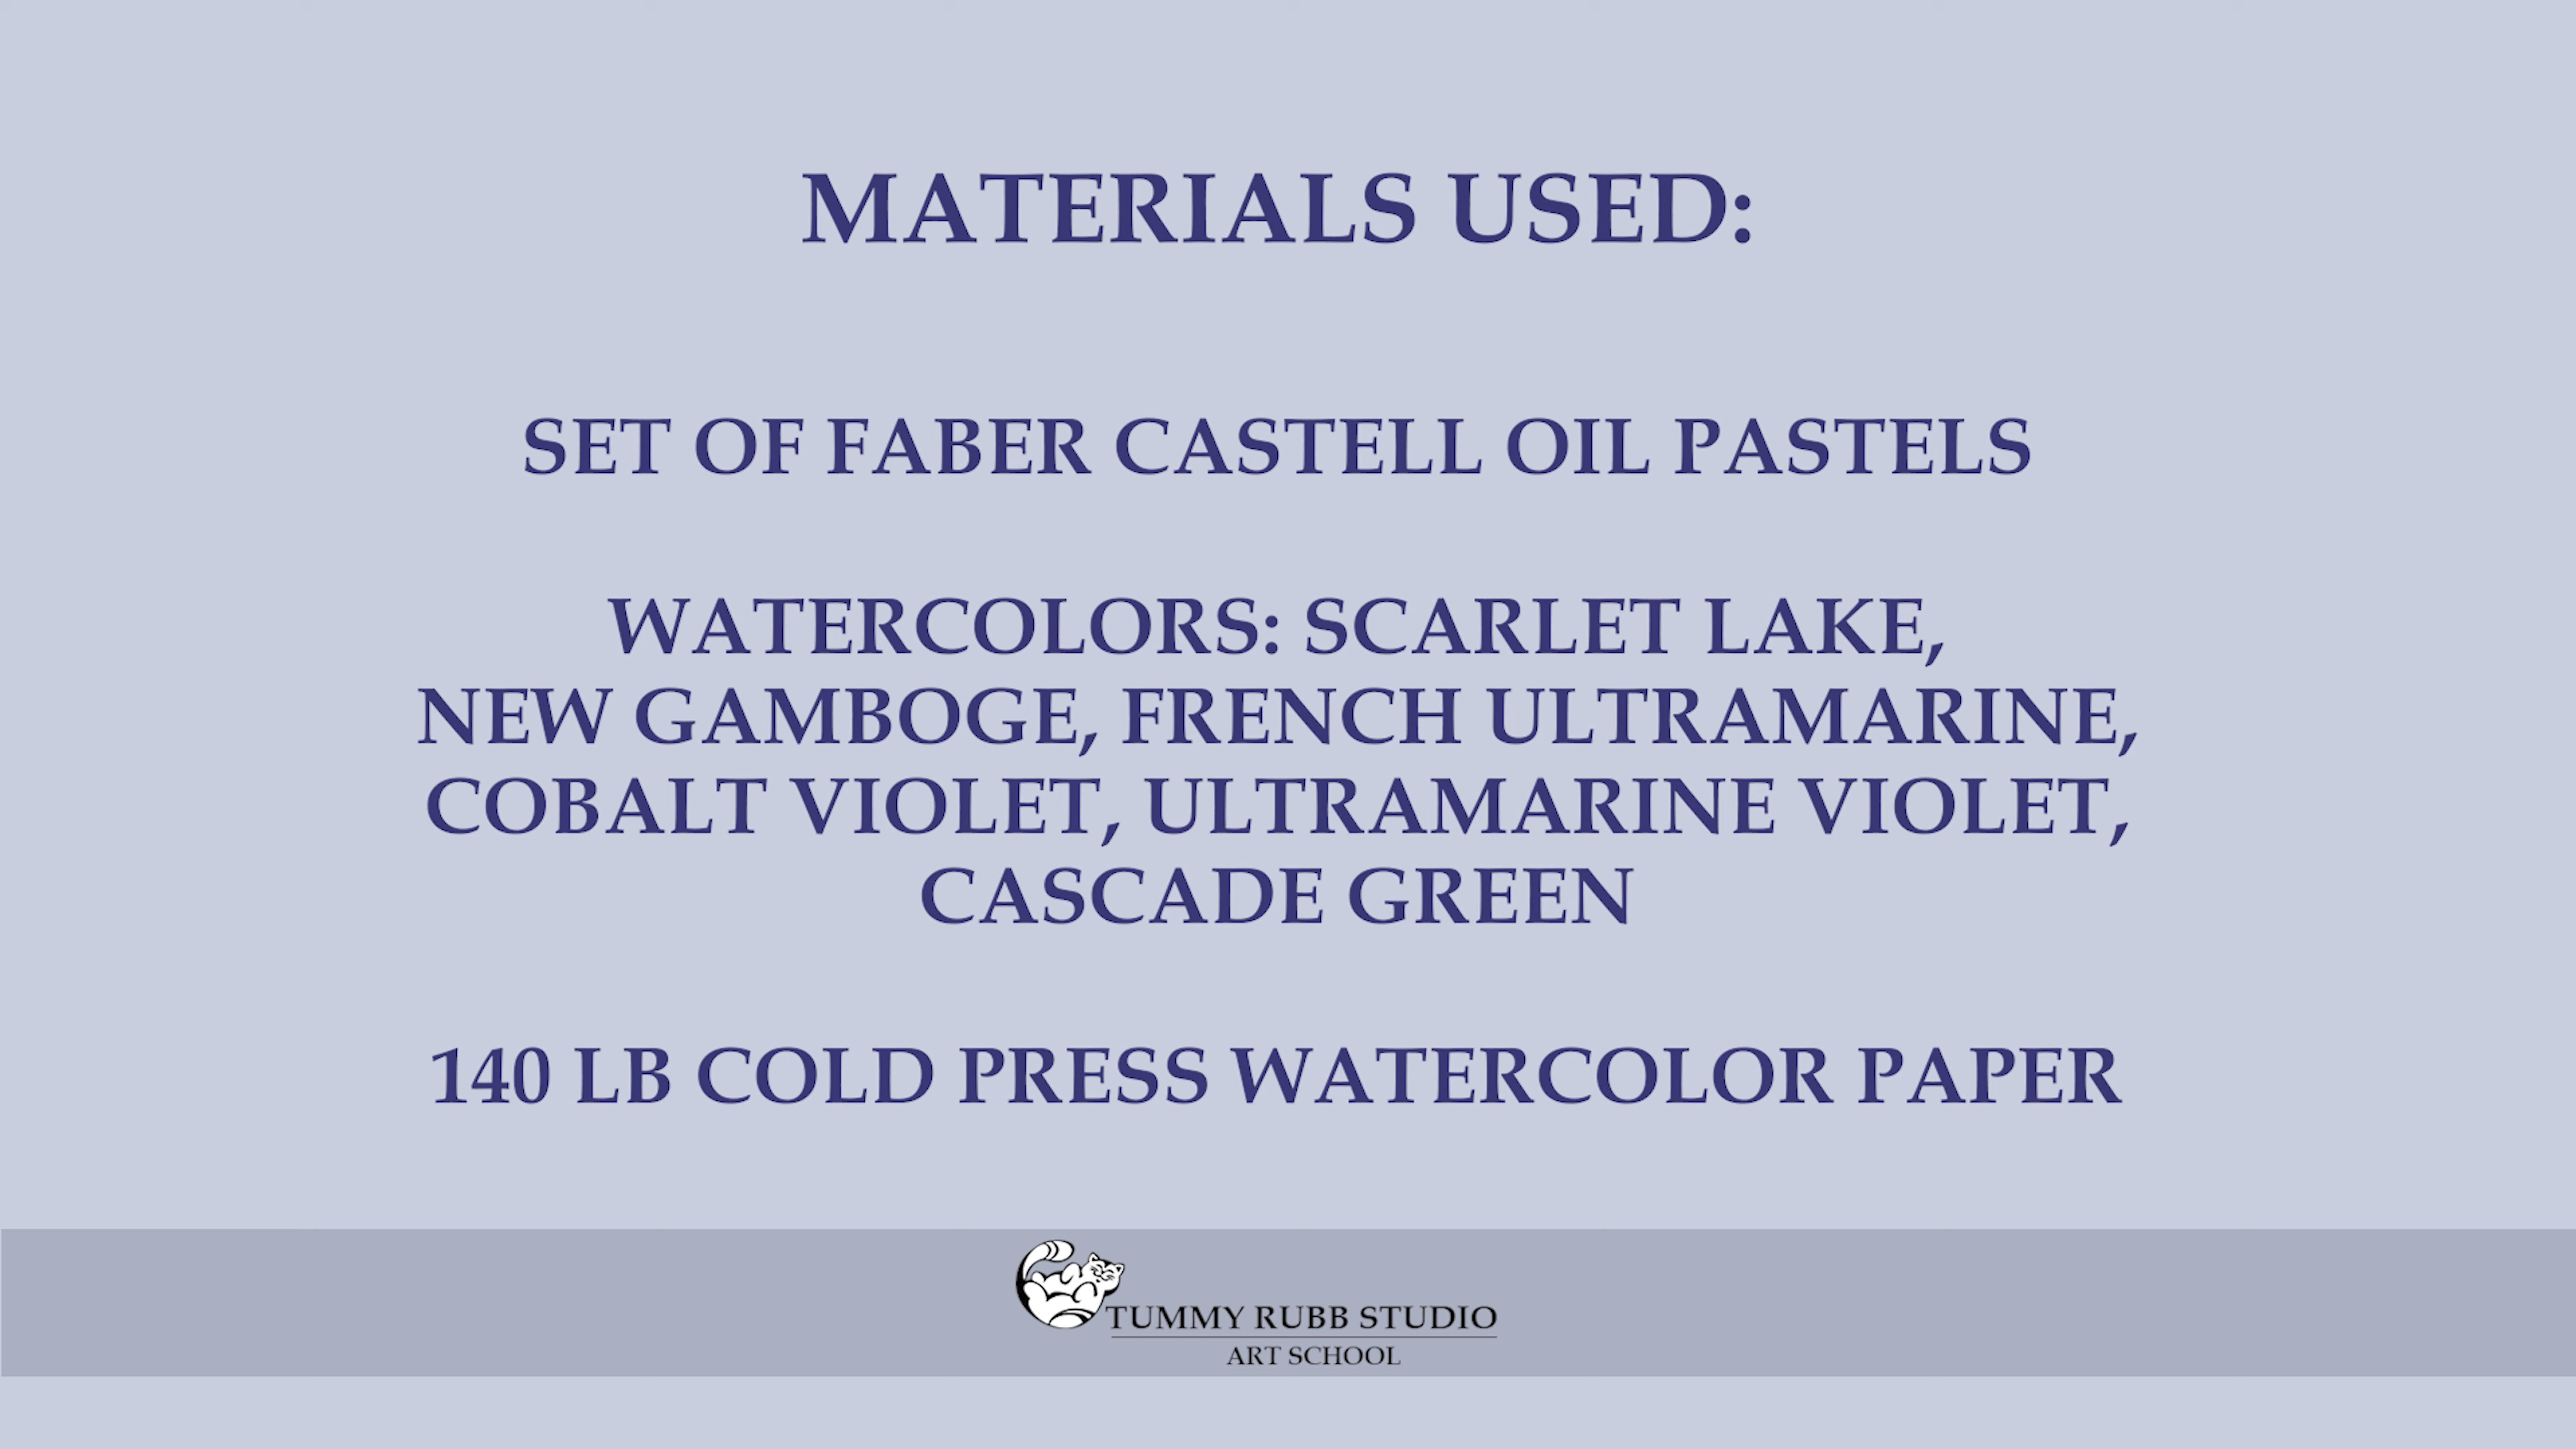 MATERIALS USED:
SET OF FABER CASTELL OIL PASTELS
WATERCOLORS: SCARLET LAKE,
NEW GAMBOGE, FRENCH ULTRAMARINE,
COBALT VIOLET, ULTRAMARINE VIOLET,
CASCADE GREEN
140 LB COLD PRESS WATERCOLOR PAPER
TUMMY RUBB STUDIO
ART SCHOOL